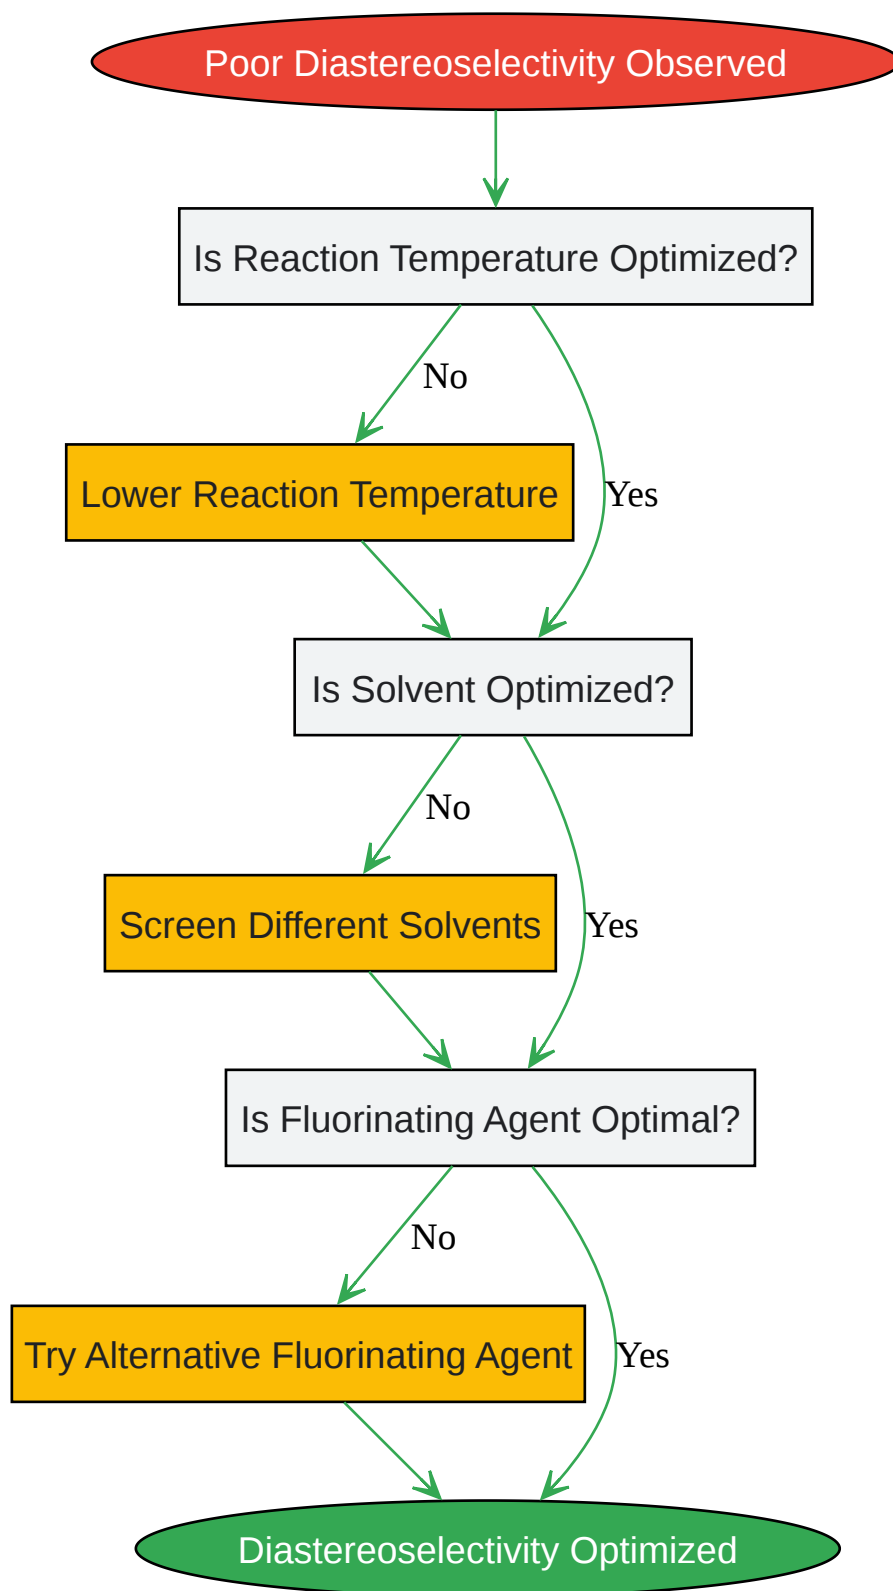 Poor Diastereoselectivity Observed
Is Reaction Temperature Optimized?
No
Lower Reaction Temperature
Yes
Is Solvent Optimized?
No
Screen Different Solvents
Yes
Is Fluorinating Agent Optimal?
No
Try Alternative Fluorinating Agent
Yes
Diastereoselectivity Optimized